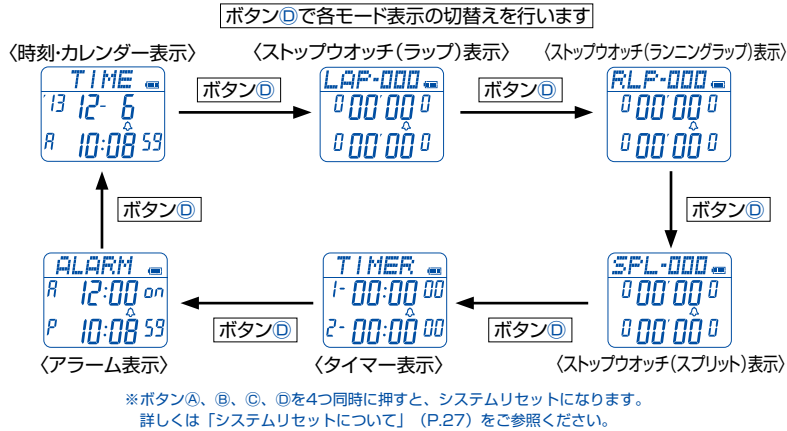 ボタンⒹで各モード表示の切替えを行います
〈時刻・カレンダー表示〉
TIME
'13 12- 6
A 10:08 59
ボタンⒹ
〈ストップウオッチ（ラップ）表示〉
LAP-000
0 00'00 0
0 00'00 0
ボタンⒹ
〈ストップウオッチ（ランニングラップ）表示〉
RLP-000
0 00'00 0
0 00'00 0
ボタンⒹ
SPL-000
0 00'00 0
0 00'00 0
〈ストップウオッチ（スプリット）表示〉
ボタンⒹ
TIMER
1- 00:00 00
2- 00:00 00
〈タイマー表示〉
ボタンⒹ
ALARM
A 12:00 on
P 10:08 59
〈アラーム表示〉
ボタンⒹ
※ボタンⒶ、Ⓑ、Ⓒ、Ⓓを4つ同時に押すと、システムリセットになります。
詳しくは「システムリセットについて」（P.27）をご参照ください。